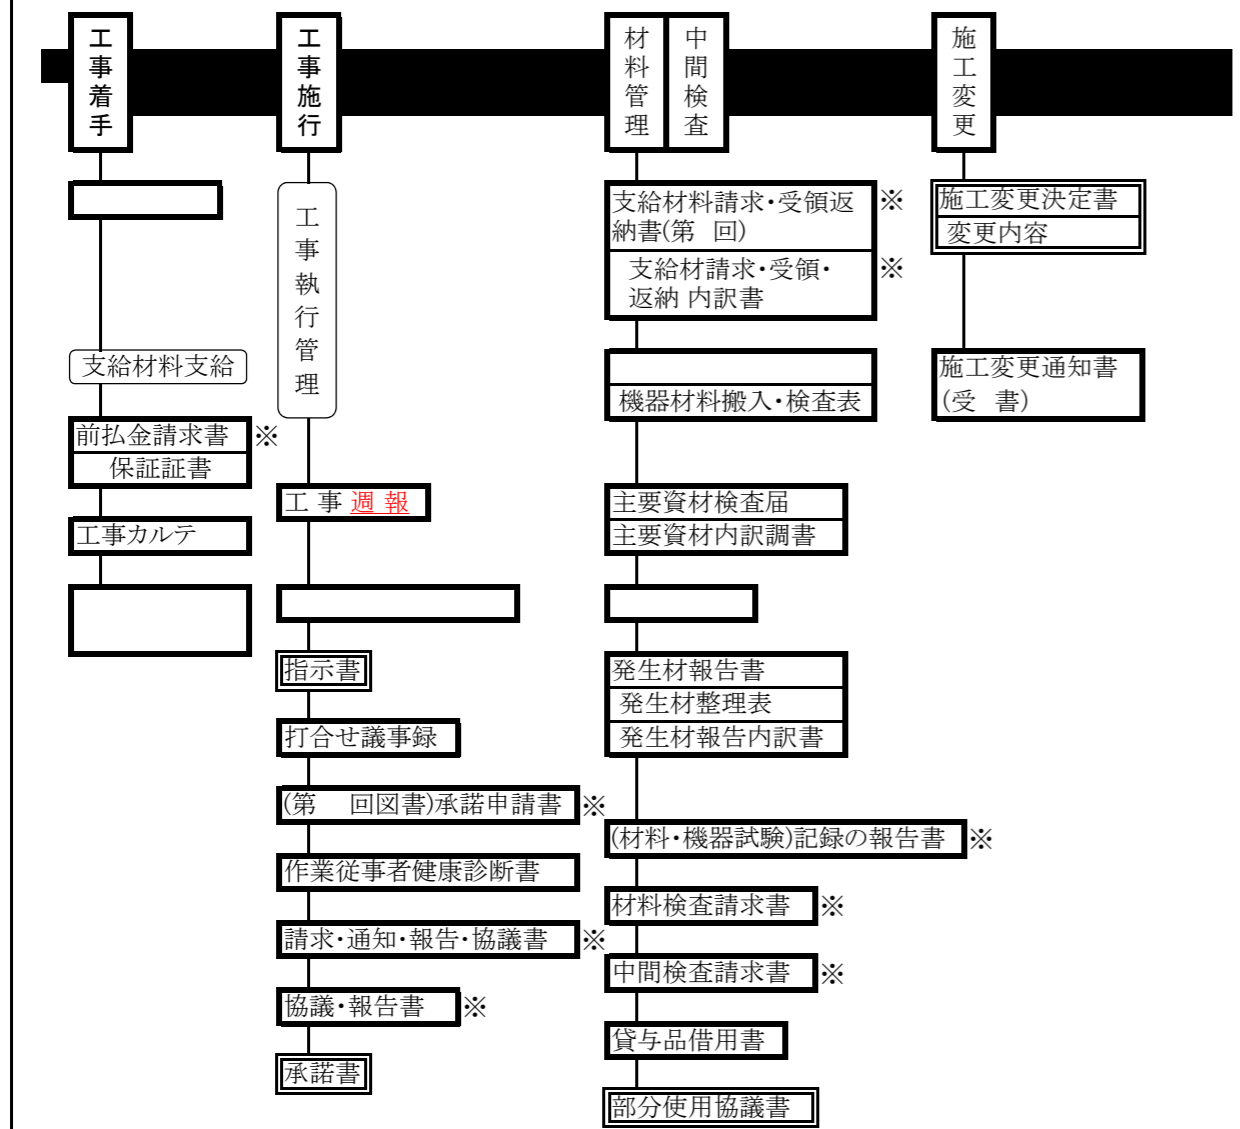 工事着手
工事施行
材料管理
中間検査
施工変更
支給材料支給
前払金請求書 ※
保証証書
工事カルテ
工事執行管理
工 事 週 報
指示書
打合せ議事録
(第　回図書)承諾申請書 ※
作業従事者健康診断書
請求・通知・報告・協議書 ※
協議・報告書 ※
承諾書
支給材料請求・受領返 ※
納書(第　回)
支給材請求・受領・ ※
返納 内訳書
機器材料搬入・検査表
主要資材検査届
主要資材内訳調書
発生材報告書
発生材整理表
発生材報告内訳書
(材料・機器試験)記録の報告書 ※
材料検査請求書 ※
中間検査請求書 ※
貸与品借用書
部分使用協議書
施工変更決定書
変更内容
施工変更通知書
(受　書)